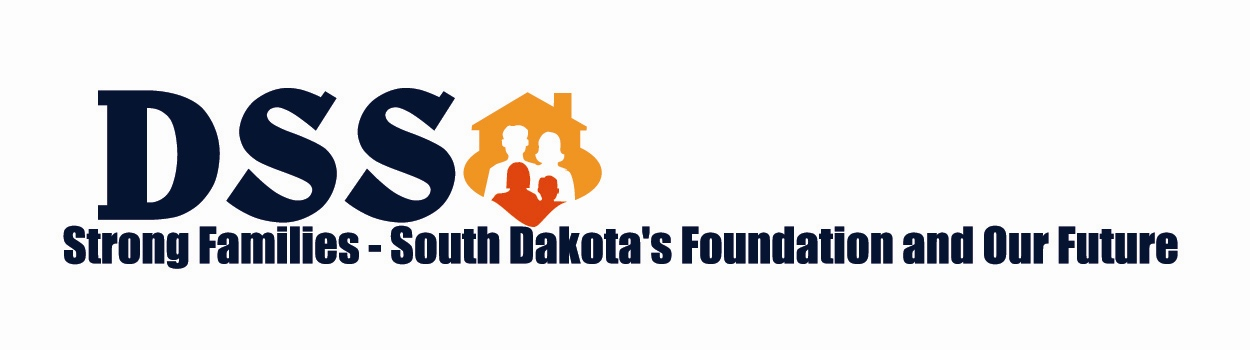 DSS
Strong Families - South Dakota's Foundation and Our Future